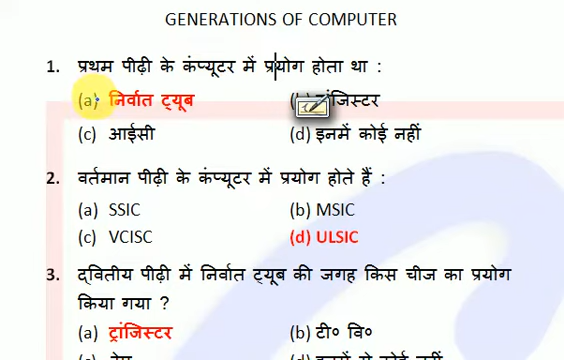 GENERATIONS OF COMPUTER
1. प्रथम पीढ़ी के कंप्यूटर में प्रयोग होता था :
(a) निर्वात ट्यूब (b) ट्रांजिस्टर
(c) आईसी (d) इनमें कोई नहीं
2. वर्तमान पीढ़ी के कंप्यूटर में प्रयोग होते हैं :
(a) SSIC (b) MSIC
(c) VCISC (d) ULSIC
3. द्वितीय पीढ़ी में निर्वात ट्यूब की जगह किस चीज का प्रयोग
किया गया ?
(a) ट्रांजिस्टर (b) टी० वि०